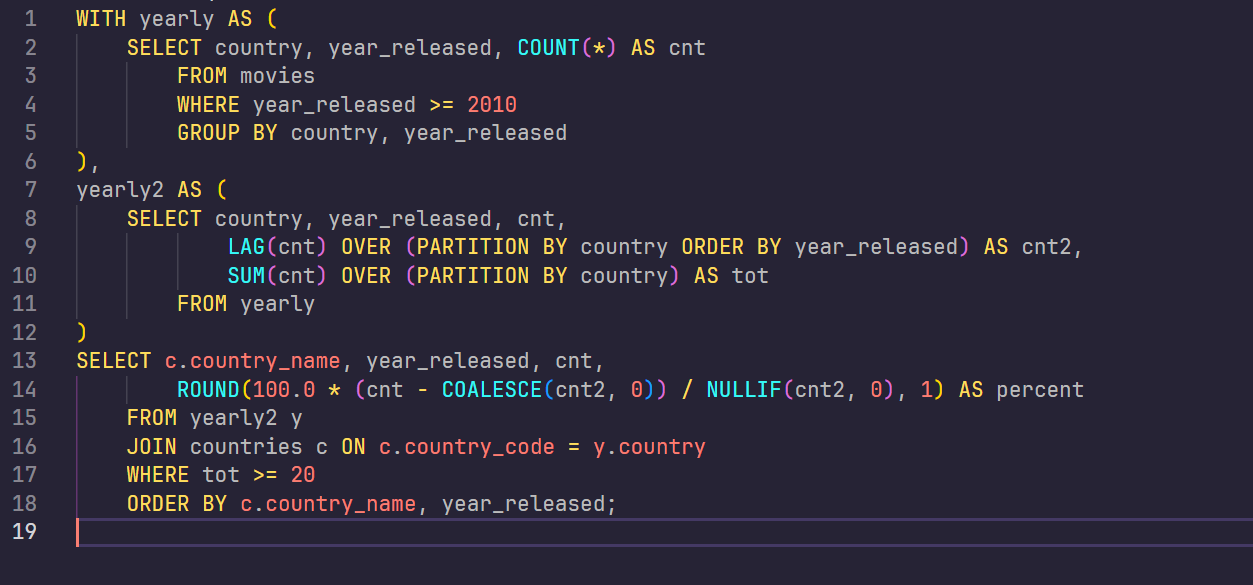 1 WITH yearly AS (
2     SELECT country, year_released, COUNT(*) AS cnt
3         FROM movies
4         WHERE year_released >= 2010
5         GROUP BY country, year_released
6 ),
7 yearly2 AS (
8     SELECT country, year_released, cnt,
9             LAG(cnt) OVER (PARTITION BY country ORDER BY year_released) AS cnt2,
10             SUM(cnt) OVER (PARTITION BY country) AS tot
11         FROM yearly
12 )
13 SELECT c.country_name, year_released, cnt,
14         ROUND(100.0 * (cnt - COALESCE(cnt2, 0)) / NULLIF(cnt2, 0), 1) AS percent
15     FROM yearly2 y
16     JOIN countries c ON c.country_code = y.country
17     WHERE tot >= 20
18     ORDER BY c.country_name, year_released;
19